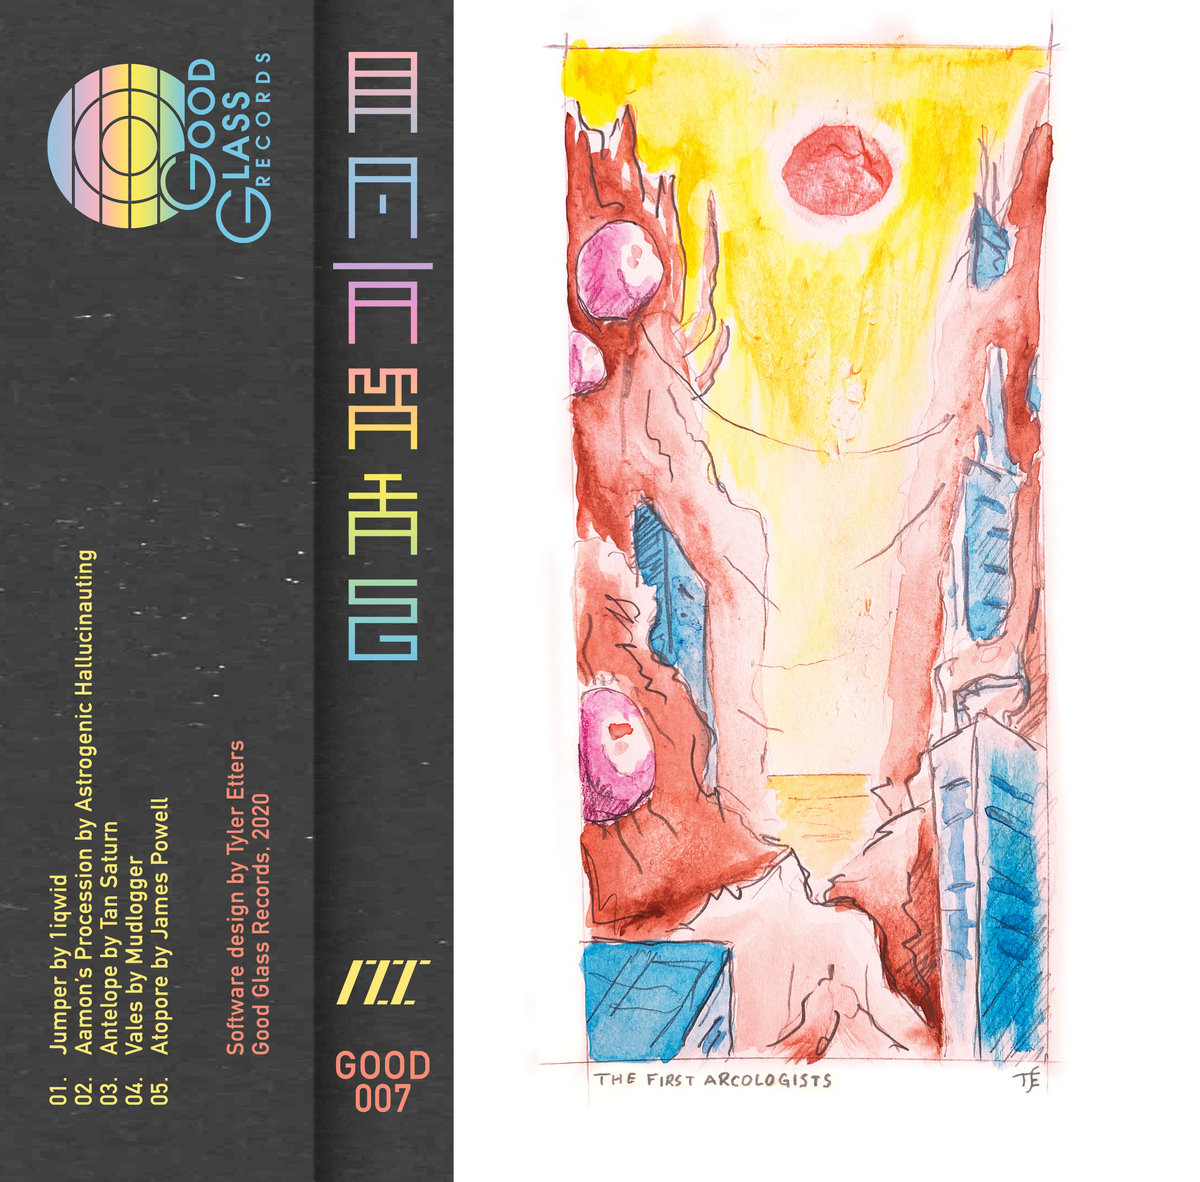 GOOD
GLASS
RECORDS
01. Jumper by 1iqwid
02. Aamon's Procession by Astrogenic Hallucinauting
03. Antelope by Tan Saturn
04. Vales by Mudlogger
05. Atopore by James Powell
Software design by Tyler Etters
Good Glass Records, 2020
GOOD
007
THE FIRST ARCOLOGISTS